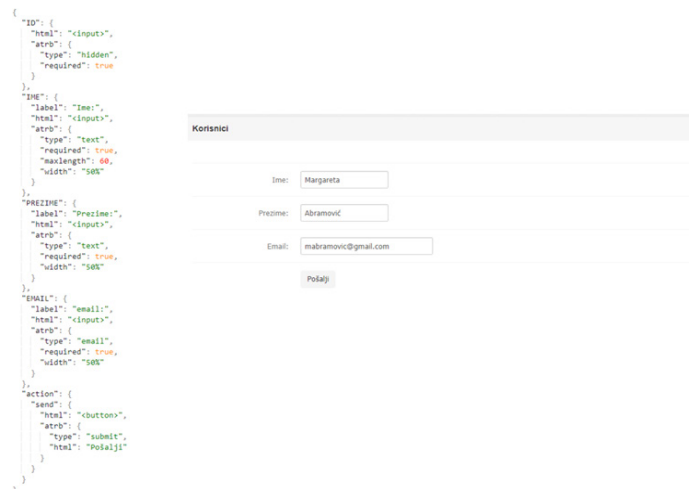 {
"ID": {
"html": "<input>",
"atrb": {
"type": "hidden",
"required": true
}
},
"IME": {
"label": "Ime:",
"html": "<input>",
"atrb": {
"type": "text",
"required": true,
"maxlength": 60,
"width": "50%"
}
},
"PREZIME": {
"label": "Prezime:",
"html": "<input>",
"atrb": {
"type": "text",
"required": true,
"width": "50%"
}
},
"EMAIL": {
"label": "email:",
"html": "<input>",
"atrb": {
"type": "email",
"required": true,
"width": "50%"
}
},
"action": {
"send": {
"html": "<button>",
"atrb": {
"type": "submit",
"html": "Pošalji"
}
}
}
}
Korisnici
Ime: Margareta
Prezime: Abramović
Email: mabramovic@gmail.com
Pošalji